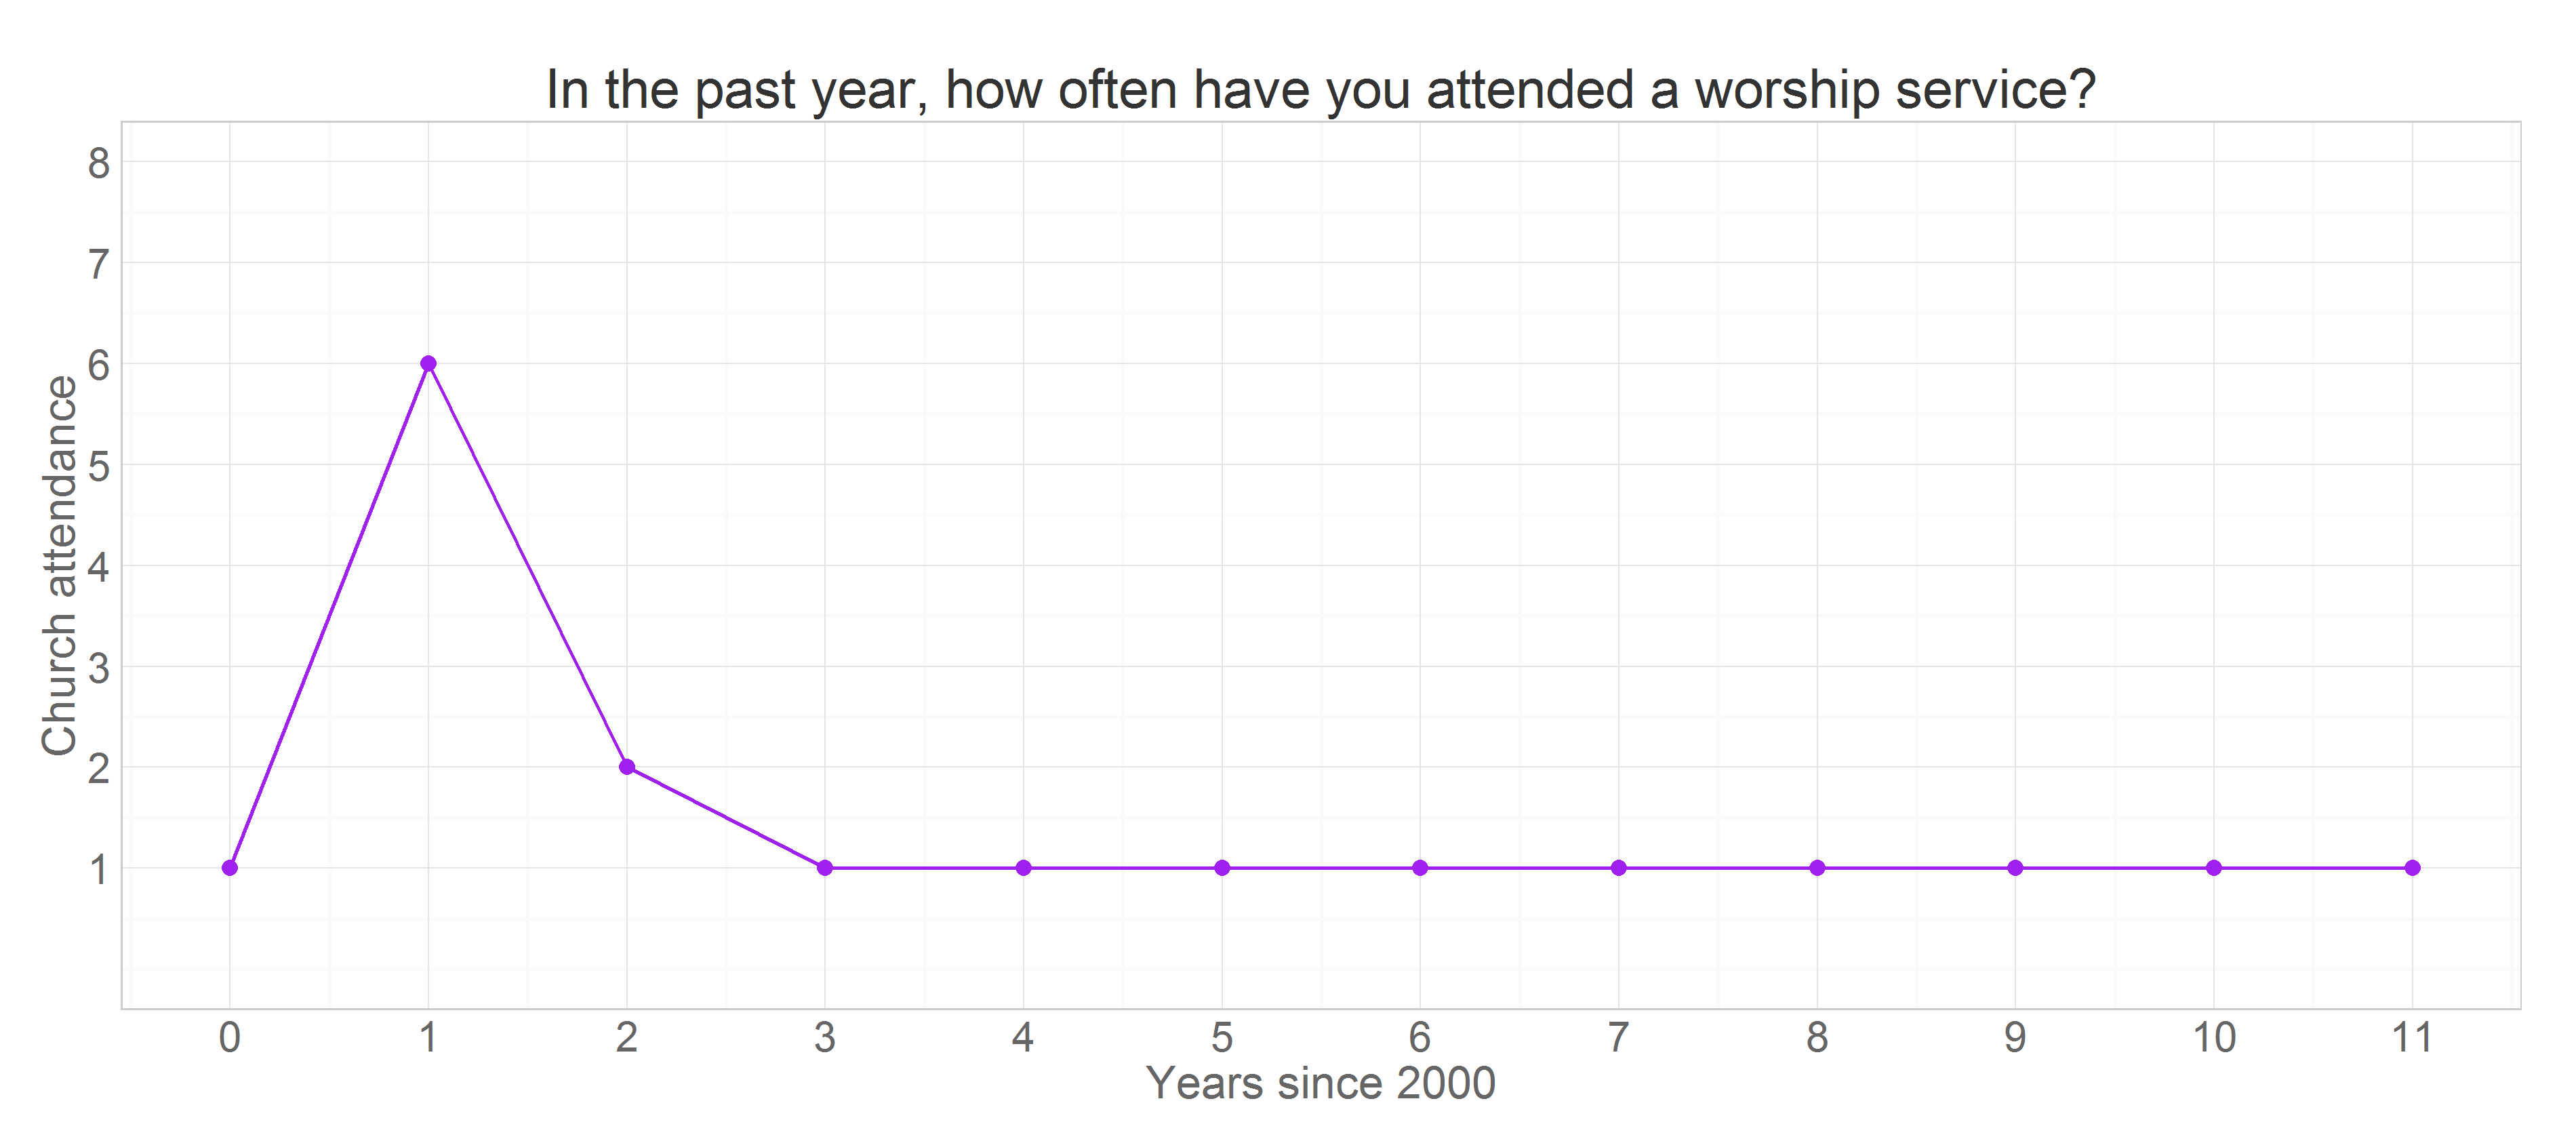 In the past year, how often have you attended a worship service?
Church attendance
8
7
6
5
4
3
2
1
0 1 2 3 4 5 6 7 8 9 10 11
Years since 2000